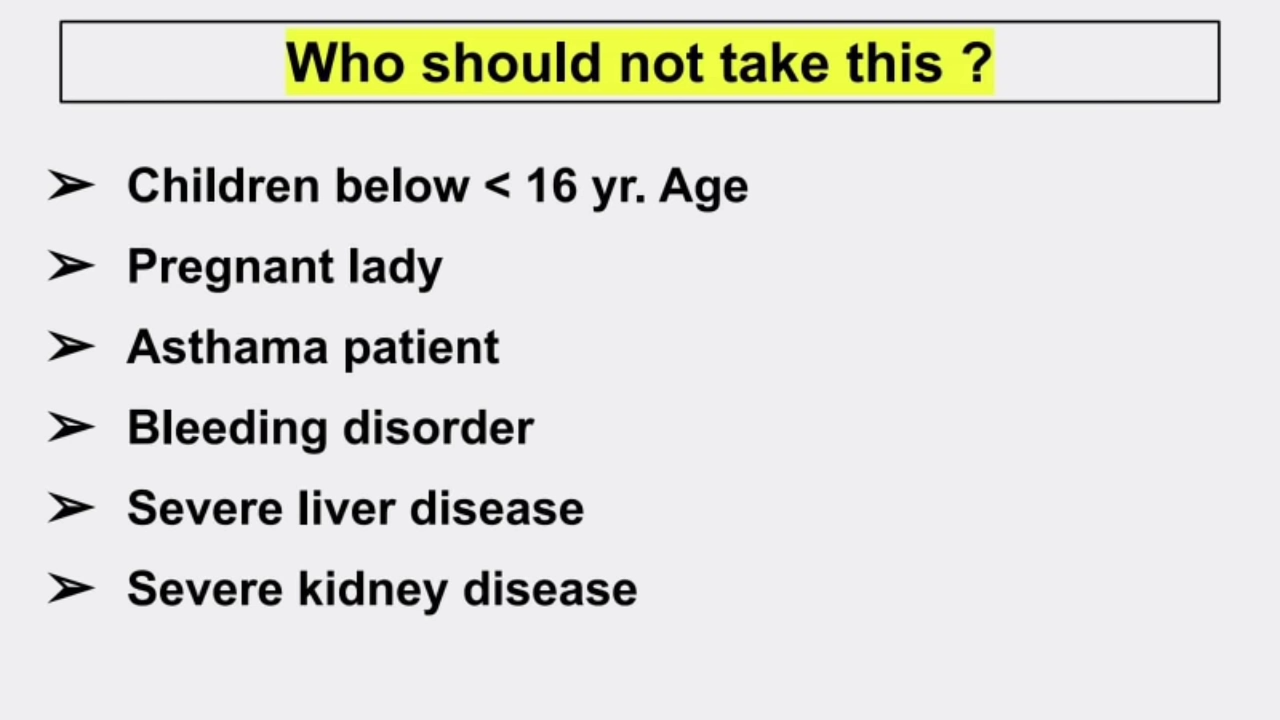 Who should not take this ?
➢ Children below < 16 yr. Age
➢ Pregnant lady
➢ Asthama patient
➢ Bleeding disorder
➢ Severe liver disease
➢ Severe kidney disease